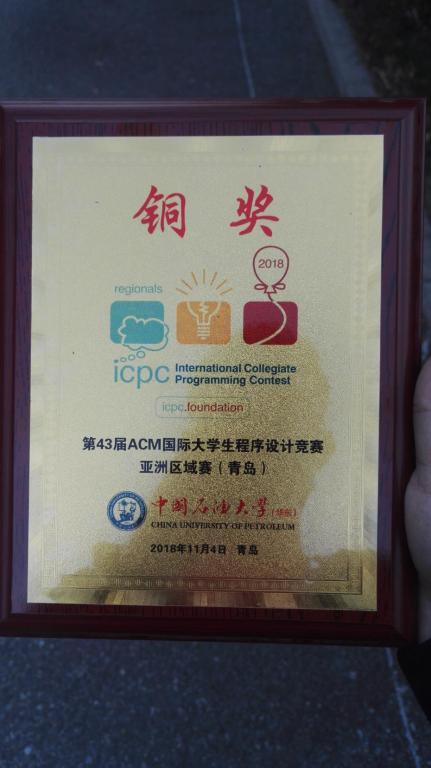 铜奖
2018
regionals
icpc International Collegiate
Programming Contest
icpc.foundation
第43届ACM国际大学生程序设计竞赛
亚洲区域赛（青岛）
中国石油大学(华东)
CHINA UNIVERSITY OF PETROLEUM
2018年11月4日 青岛